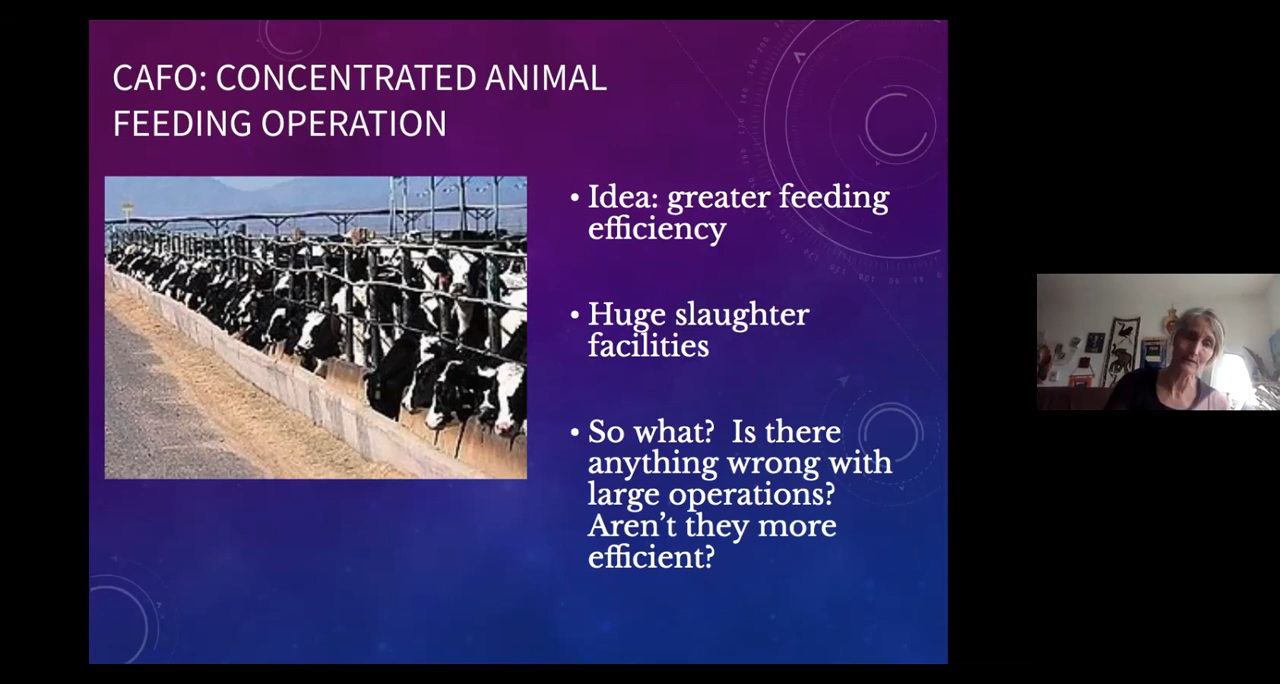 CAFO: CONCENTRATED ANIMAL
FEEDING OPERATION
• Idea: greater feeding
efficiency
• Huge slaughter
facilities
• So what?  Is there
anything wrong with
large operations?
Aren’t they more
efficient?